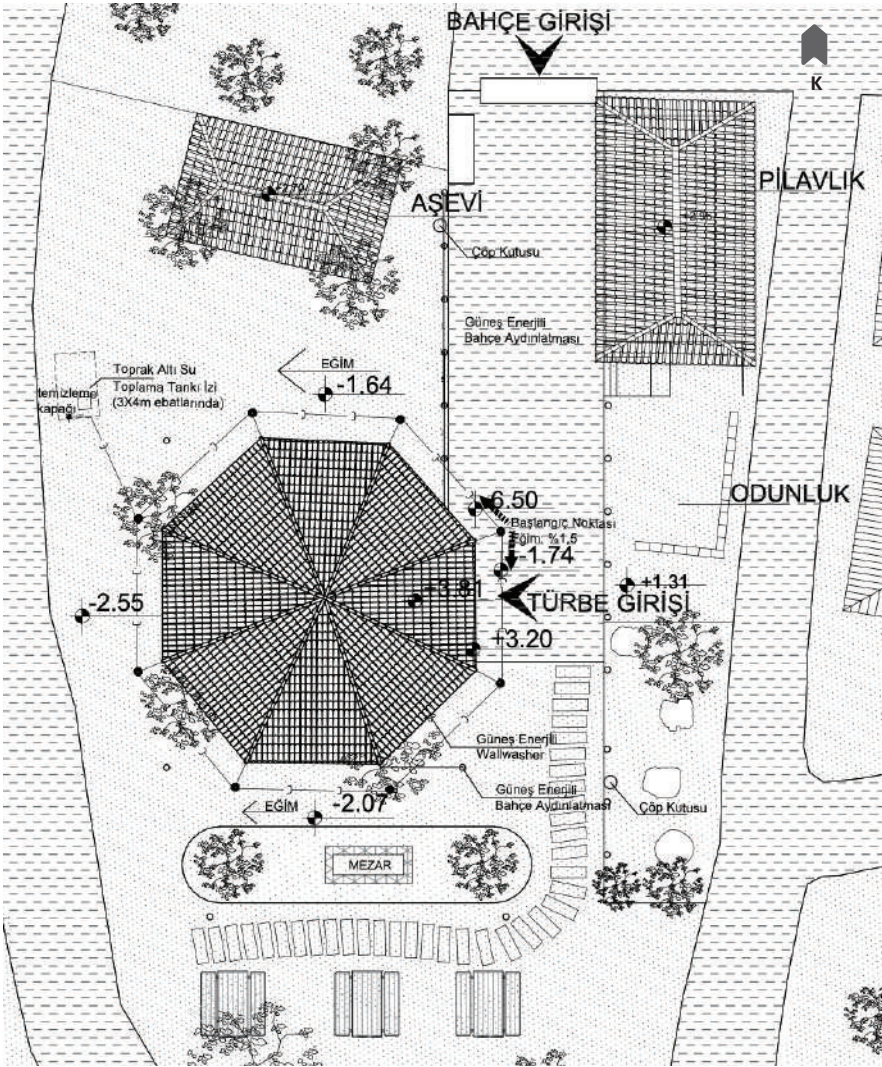 BAHÇE GİRİŞİ
K
PİLAVLIK
AŞEVİ
Çöp Kutusu
Güneş Enerjili
Bahçe Aydınlatması
Toprak Altı Su
Toplama Tankı İzi
(3X4m ebatlarında)
temizleme
kapağı
EĞİM
-1.64
6.50
Başlangıç Noktası
Eğim: %1,5
-1.74
ODUNLUK
-2.55
+3.81
TÜRBE GİRİŞİ
+1.31
+3.20
Güneş Enerjili
Wallwasher
Güneş Enerjili
Bahçe Aydınlatması
Çöp Kutusu
EĞİM
-2.07
MEZAR